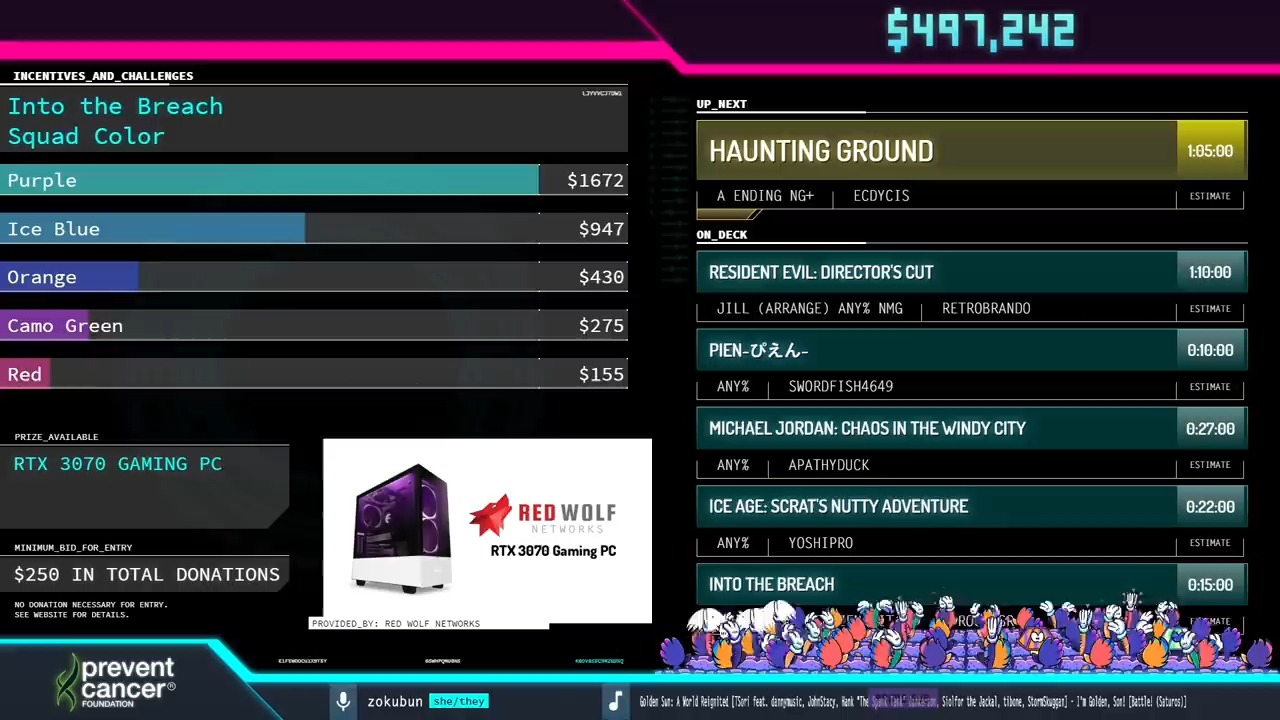 $497,242
INCENTIVES_AND_CHALLENGES
Into the Breach
Squad Color
Purple $1672
Ice Blue $947
Orange $430
Camo Green $275
Red $155
PRIZE_AVAILABLE
RTX 3070 GAMING PC
MINIMUM_BID_FOR_ENTRY
$250 IN TOTAL DONATIONS
NO DONATION NECESSARY FOR ENTRY.
SEE WEBSITE FOR DETAILS.
RED WOLF
NETWORKS
RTX 3070 Gaming PC
PROVIDED_BY: RED WOLF NETWORKS
UP_NEXT
HAUNTING GROUND 1:05:00
A ENDING NG+ ECDYCIS ESTIMATE
ON_DECK
RESIDENT EVIL: DIRECTOR'S CUT 1:10:00
JILL (ARRANGE) ANY% NMG RETROBRANDO ESTIMATE
PIEN-ぴえん- 0:10:00
ANY% SWORDFISH4649 ESTIMATE
MICHAEL JORDAN: CHAOS IN THE WINDY CITY 0:27:00
ANY% APATHYDUCK ESTIMATE
ICE AGE: SCRAT'S NUTTY ADVENTURE 0:22:00
ANY% YOSHIPRO ESTIMATE
INTO THE BREACH 0:15:00
prevent
cancer®
FOUNDATION
zokubun she/they
Golden Sun: A World Reignited [TSori feat. dannymusic, JohnStacy, Hank "The Spank Tank" Siolfor the Jackal, tibone, StormSkuggan] - I'm Golden, Son! [Battle! (Saturos)]